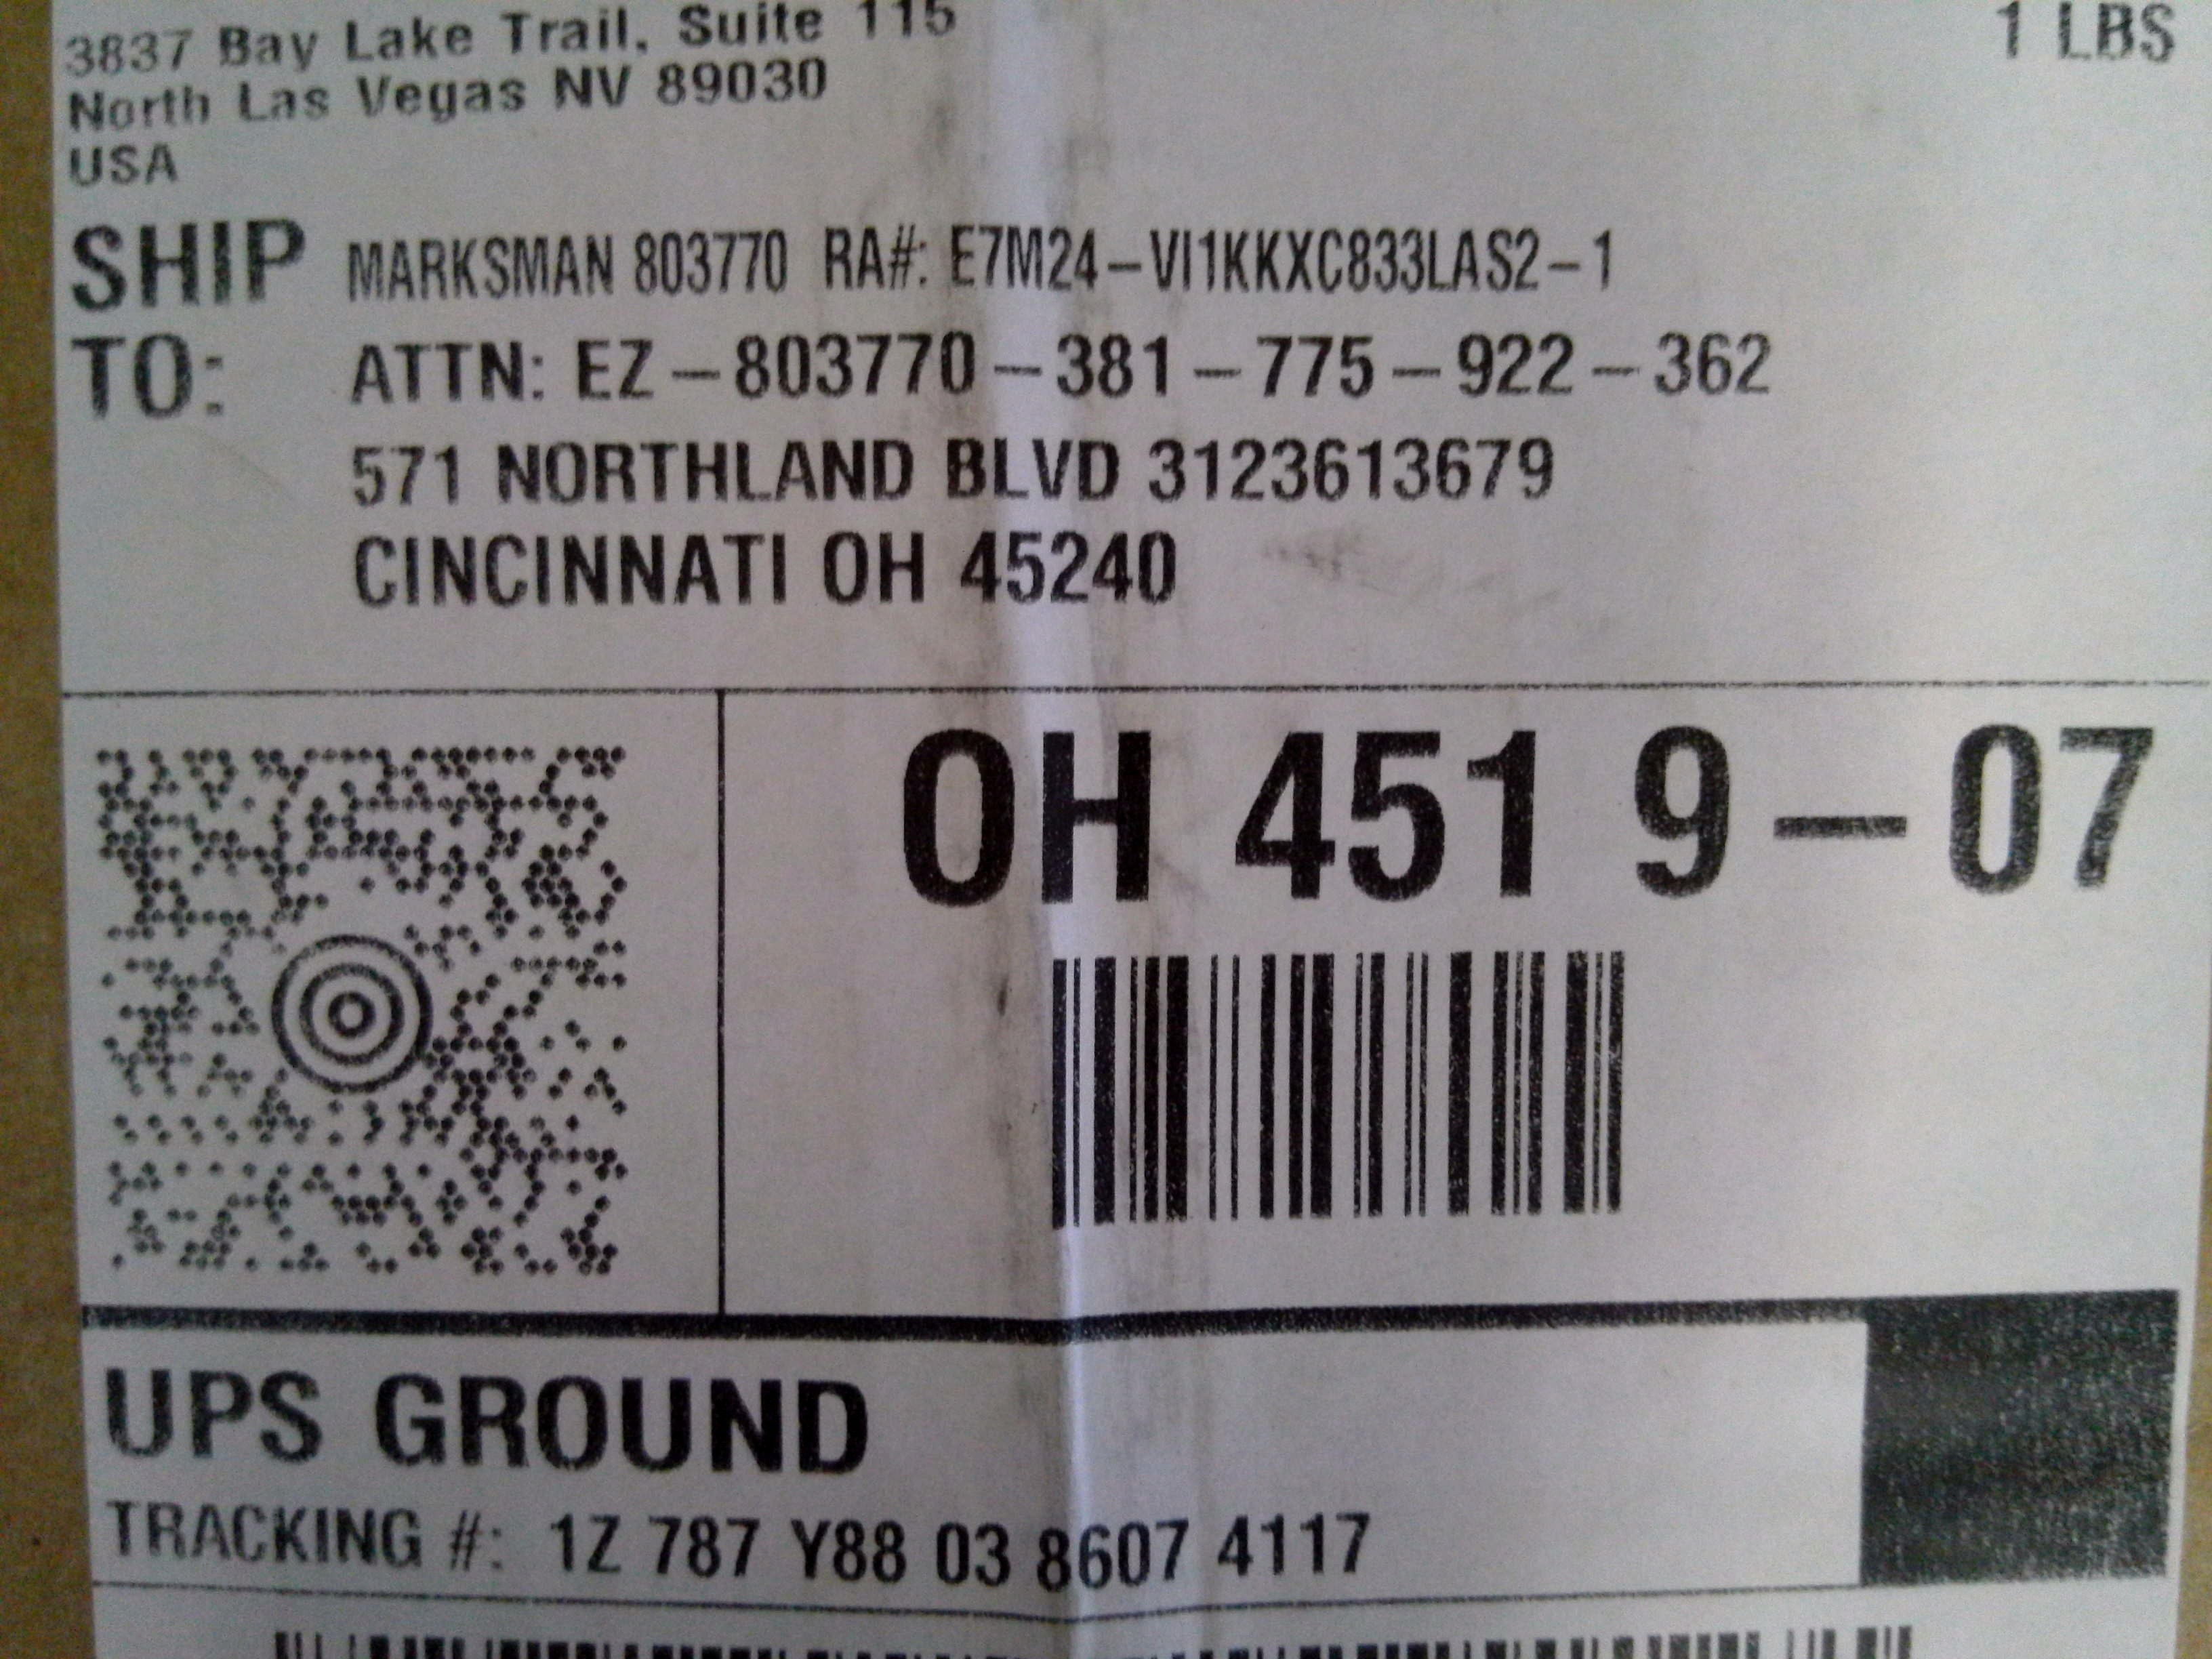 3837 Bay Lake Trail, Suite 115
1 LBS
North Las Vegas NV 89030
USA
SHIP TO:
MARKSMAN 803770 RA#: E7M24-VI1KKXC833LAS2-1
ATTN: EZ-803770-381-775-922-362
571 NORTHLAND BLVD 3123613679
CINCINNATI OH 45240
OH 451 9-07
UPS GROUND
TRACKING #: 1Z 787 Y88 03 8607 4117